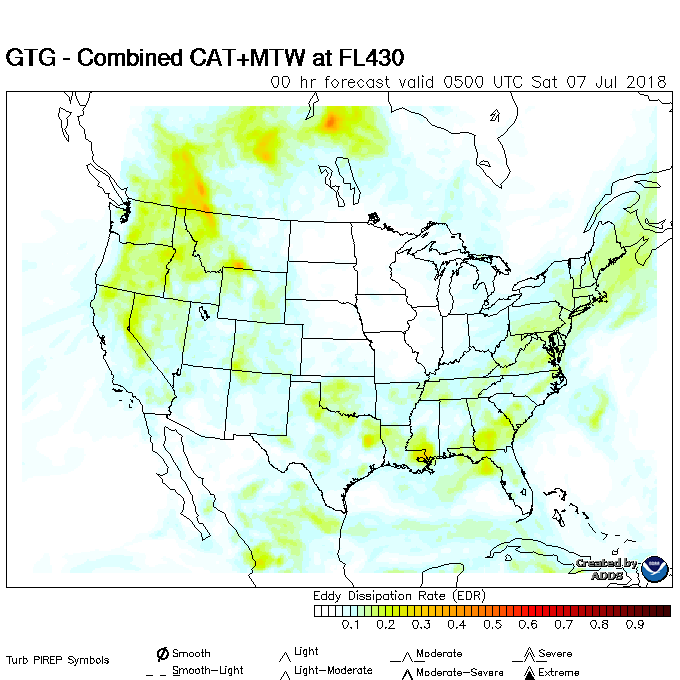 GTG - Combined CAT+MTW at FL430
00 hr forecast valid 0500 UTC Sat 07 Jul 2018
Created by
ADDS
Eddy Dissipation Rate (EDR)
0.1 0.2 0.3 0.4 0.5 0.6 0.7 0.8 0.9
Turb PIREP Symbols
Smooth Light Moderate Severe
Smooth-Light Light-Moderate Moderate-Severe Extreme